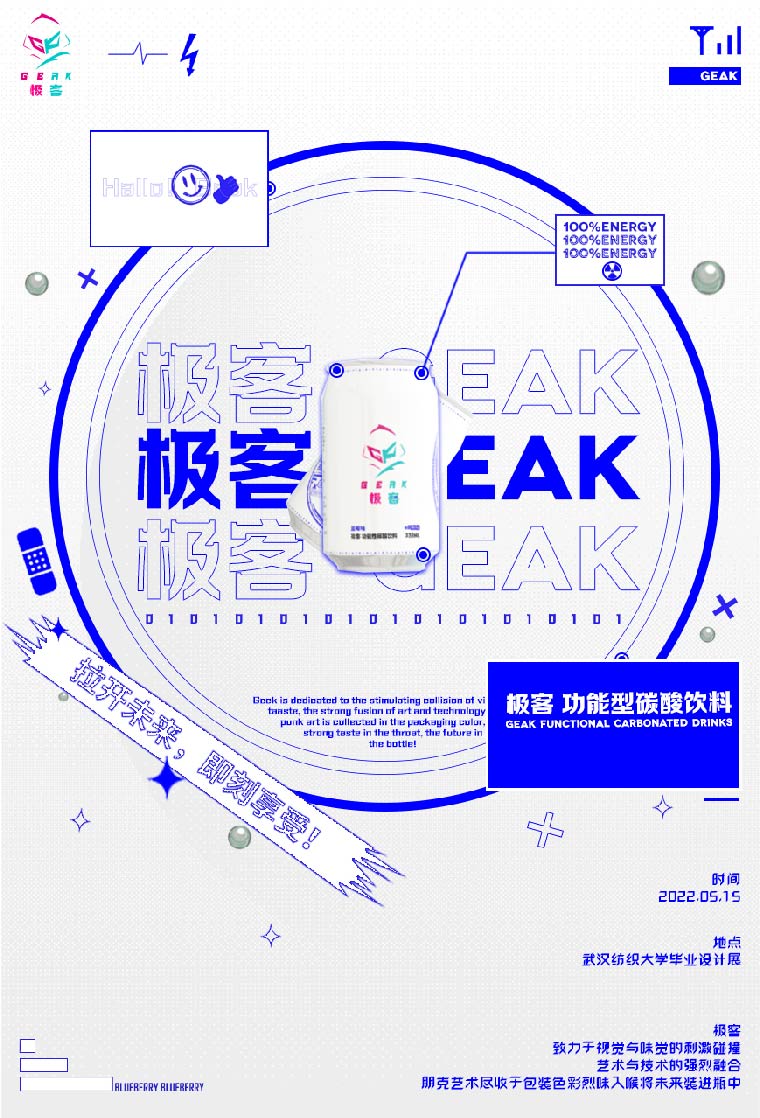 GEAK
极客
GEAK
100%ENERGY
100%ENERGY
100%ENERGY
极客 GEAK
极客 GEAK
极客 GEAK
GEAK
极客
0 1 0 1 0 1 0 1 0 1 0 1 0 1 0 1 0 1 0 1 0 1
拉开未来，即刻享受！
Geek is dedicated to the stimulating collision of vi
taaste, the strong fusion of art and technology
punk art is collected in the packaging color,
strong taste in the throat, the future in
the bottle!
极客 功能型碳酸饮料
GEAK FUNCTIONAL CARBONATED DRINKS
时间
2022.05.15
地点
武汉纺织大学毕业设计展
极客
致力于视觉与味觉的刺激碰撞
艺术与技术的强烈融合
朋克艺术尽收于包装色彩烈味入喉将未来装进瓶中
BLUEBERRY BLUEBERRY